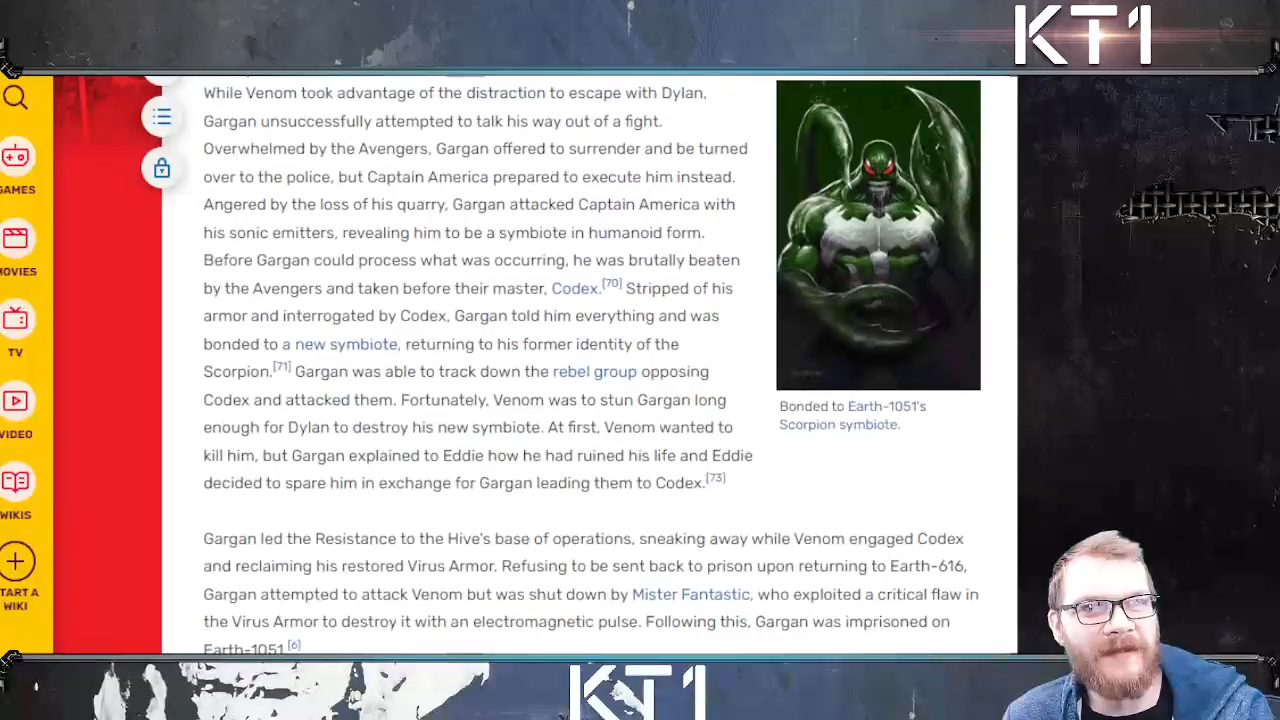 KT1
While Venom took advantage of the distraction to escape with Dylan,
Gargan unsuccessfully attempted to talk his way out of a fight.
Overwhelmed by the Avengers, Gargan offered to surrender and be turned
over to the police, but Captain America prepared to execute him instead.
Angered by the loss of his quarry, Gargan attacked Captain America with
his sonic emitters, revealing him to be a symbiote in humanoid form.
Before Gargan could process what was occurring, he was brutally beaten
by the Avengers and taken before their master, Codex.[70] Stripped of his
armor and interrogated by Codex, Gargan told him everything and was
bonded to a new symbiote, returning to his former identity of the
Scorpion.[71] Gargan was able to track down the rebel group opposing
Codex and attacked them. Fortunately, Venom was to stun Gargan long
enough for Dylan to destroy his new symbiote. At first, Venom wanted to
kill him, but Gargan explained to Eddie how he had ruined his life and Eddie
decided to spare him in exchange for Gargan leading them to Codex.[73]
Bonded to Earth-1051's
Scorpion symbiote.
Gargan led the Resistance to the Hive's base of operations, sneaking away while Venom engaged Codex
and reclaiming his restored Virus Armor. Refusing to be sent back to prison upon returning to Earth-616,
Gargan attempted to attack Venom but was shut down by Mister Fantastic, who exploited a critical flaw in
the Virus Armor to destroy it with an electromagnetic pulse. Following this, Gargan was imprisoned on
Earth-1051.[6]
GAMES
MOVIES
TV
VIDEO
WIKIS
TART A
WIKI
KT1